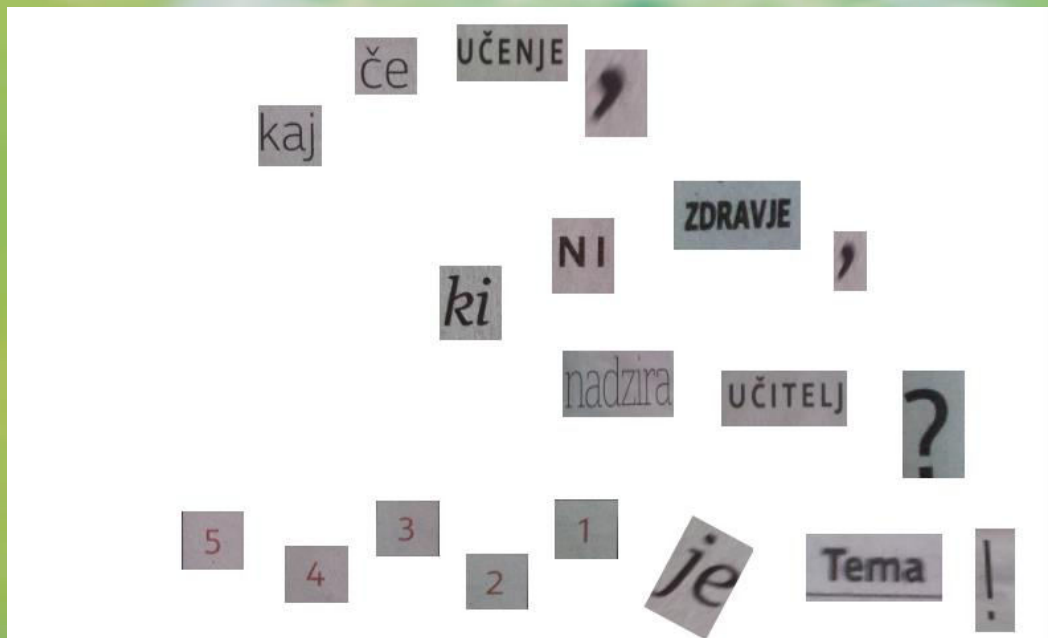 kaj če UČENJE ,
ki NI ZDRAVJE ,
nadzira UČITELJ ?
5 4 3 2 1 je Tema !